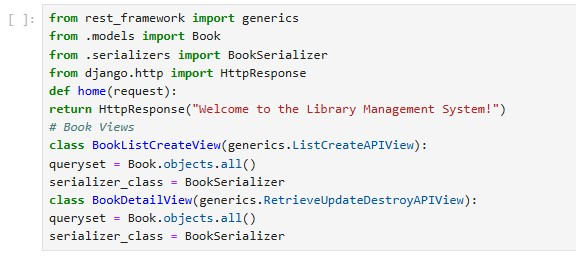 [ ]: from rest_framework import generics
from .models import Book
from .serializers import BookSerializer
from django.http import HttpResponse
def home(request):
return HttpResponse("Welcome to the Library Management System!")
# Book Views
class BookListCreateView(generics.ListCreateAPIView):
queryset = Book.objects.all()
serializer_class = BookSerializer
class BookDetailView(generics.RetrieveUpdateDestroyAPIView):
queryset = Book.objects.all()
serializer_class = BookSerializer